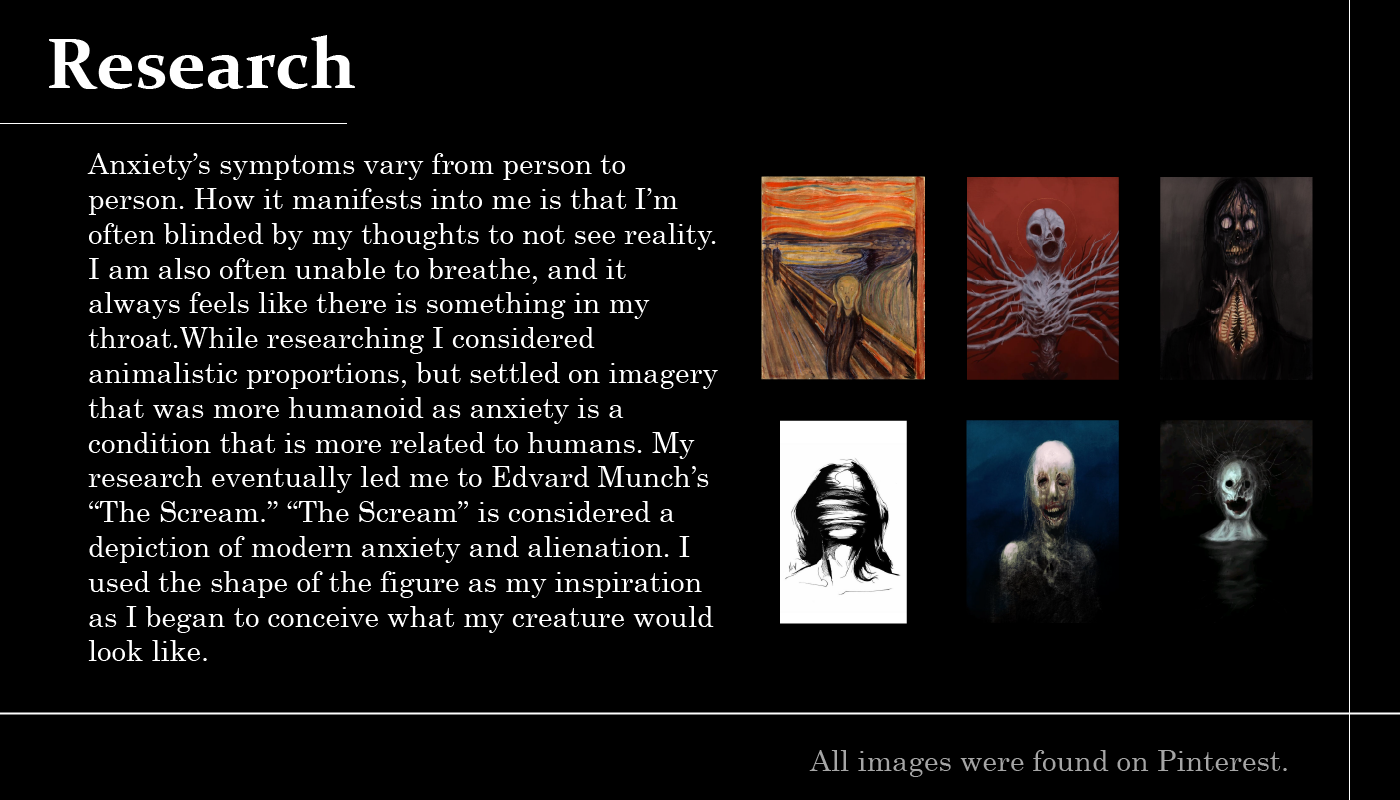 Research
Anxiety’s symptoms vary from person to
person. How it manifests into me is that I’m
often blinded by my thoughts to not see reality.
I am also often unable to breathe, and it
always feels like there is something in my
throat.While researching I considered
animalistic proportions, but settled on imagery
that was more humanoid as anxiety is a
condition that is more related to humans. My
research eventually led me to Edvard Munch’s
“The Scream.” “The Scream” is considered a
depiction of modern anxiety and alienation. I
used the shape of the figure as my inspiration
as I began to conceive what my creature would
look like.
All images were found on Pinterest.